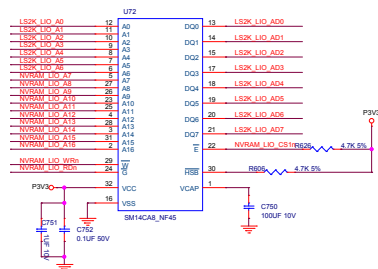 U72
LS2K_LIO_A0 12 A0 DQ0 13 LS2K_LIO_AD0
LS2K_LIO_A1 11 A1 DQ1 14 LS2K_LIO_AD1
LS2K_LIO_A2 10 A2 DQ2 15 LS2K_LIO_AD2
LS2K_LIO_A3 9 A3 DQ3 17 LS2K_LIO_AD3
LS2K_LIO_A4 8 A4 DQ4 18 LS2K_LIO_AD4
LS2K_LIO_A5 7 A5 DQ5 19 LS2K_LIO_AD5
LS2K_LIO_A6 6 A6 DQ6 20 LS2K_LIO_AD6
NVRAM_LIO_A7 5 A7 DQ7 21 LS2K_LIO_AD7
NVRAM_LIO_A8 27 A8
NVRAM_LIO_A9 26 A9
NVRAM_LIO_A10 23 A10
NVRAM_LIO_A11 25 A11
NVRAM_LIO_A12 4 A12
NVRAM_LIO_A13 28 A13
NVRAM_LIO_A14 3 A14
NVRAM_LIO_A15 31 A15
NVRAM_LIO_A16 2 A16
E 22 NVRAM_LIO_CS1n R626 4.7K 5% P3V3
NVRAM_LIO_WRn 29 W
NVRAM_LIO_RDn 24 G
HSB 30 R606 4.7K 5%
P3V3 32 VCC VCAP 1
16 VSS
C751
1UF 10V
C752
0.1UF 50V
C750
100UF 10V
SM14CA8_NF45